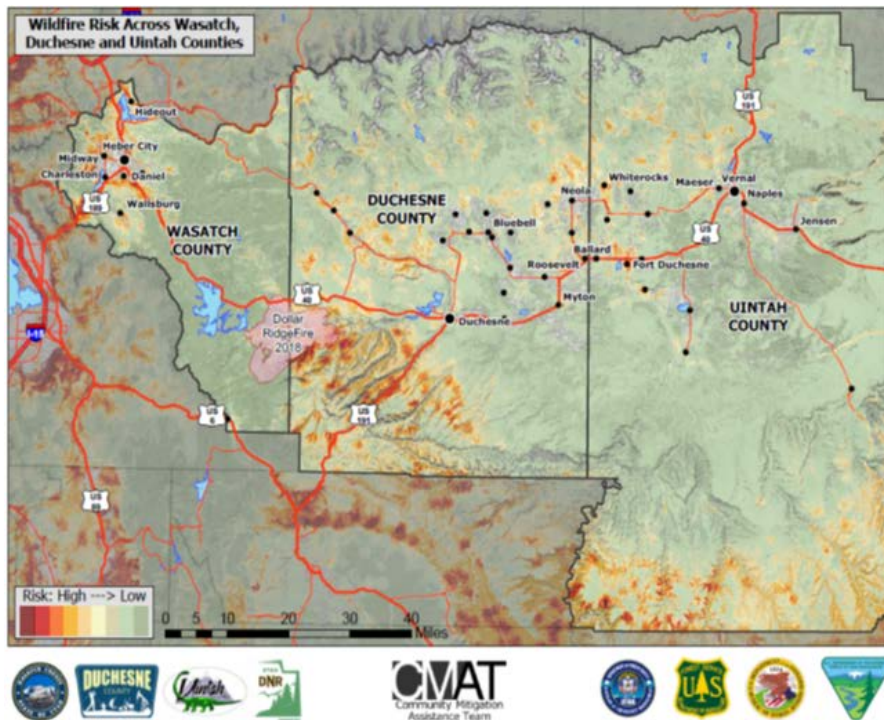 Wildfire Risk Across Wasatch,
Duchesne and Uintah Counties
US
191
Hideout
Heber City
Midway
Charleston
Daniel
US
189
Wallsburg
WASATCH
COUNTY
DUCHESNE
COUNTY
Neola
Whiterocks
Maeser
Vernal
Naples
Bluebell
US
40
Jensen
Ballard
Roosevelt
Fort Duchesne
Myton
UINTAH
COUNTY
US
40
Dollar
RidgeFire
2018
Duchesne
I-15
US
6
US
191
US
89
Risk: High ---> Low
0 5 10 20 30 40
Miles
DUCHESNE
COUNTY
Uintah
DNR
CMAT
Community Mitigation
Assistance Team
US